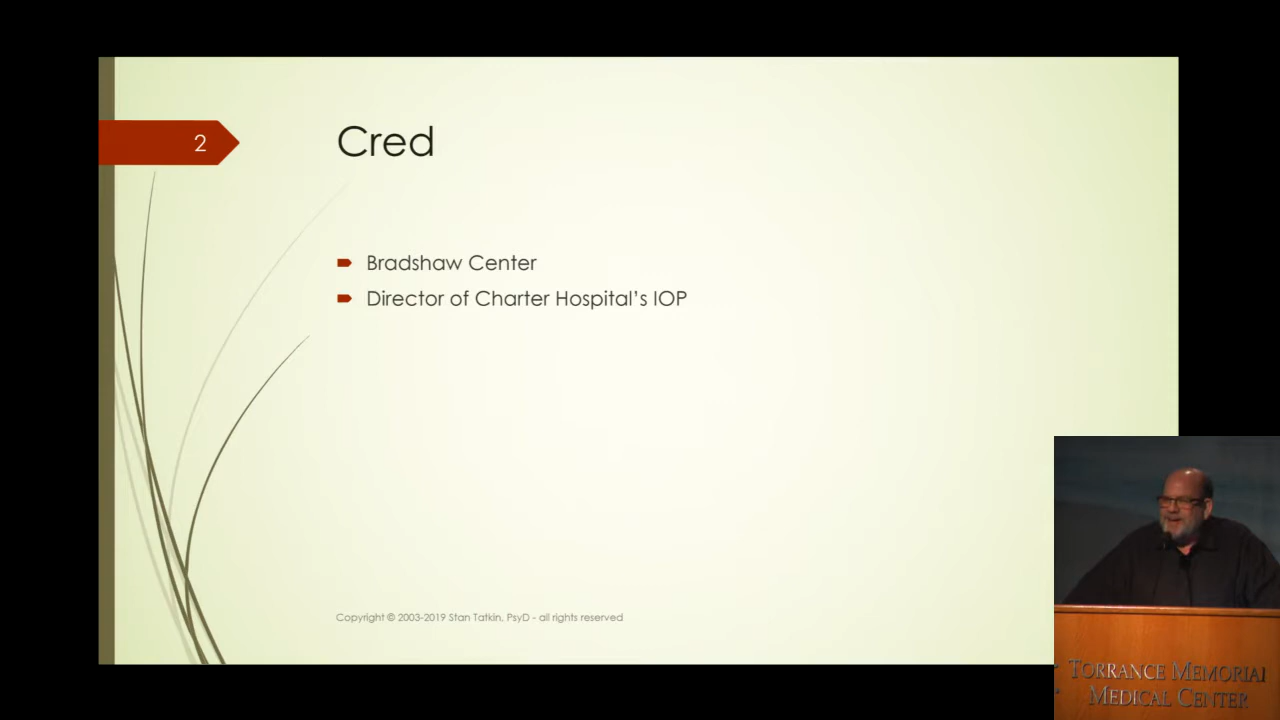 2
Cred
Bradshaw Center
Director of Charter Hospital’s IOP
Copyright © 2003-2019 Stan Tatkin, PsyD - all rights reserved
TORRANCE MEMORIAL
MEDICAL CENTER